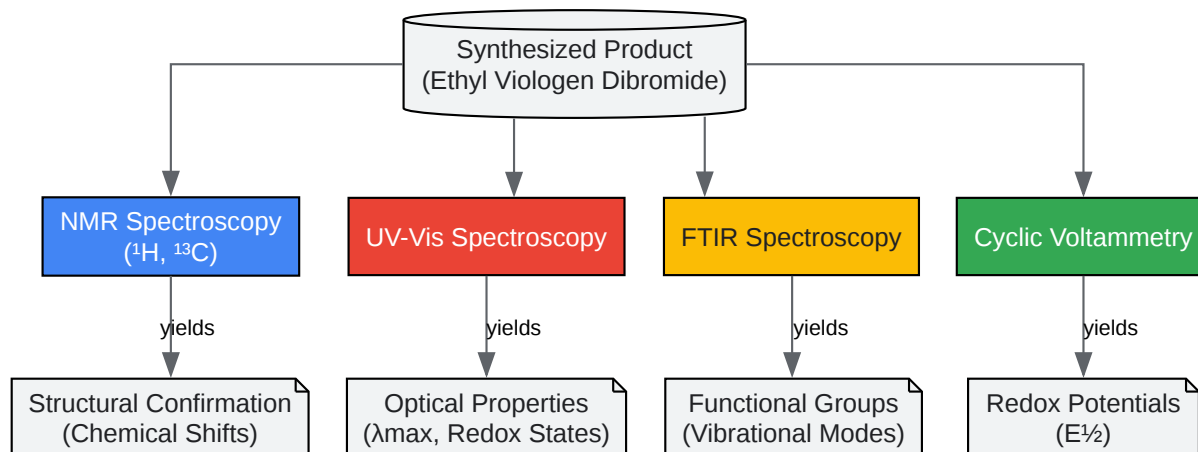 Synthesized Product
(Ethyl Viologen Dibromide)
NMR Spectroscopy
(¹H, ¹³C)
UV-Vis Spectroscopy
FTIR Spectroscopy
Cyclic Voltammetry
yields
yields
yields
yields
Structural Confirmation
(Chemical Shifts)
Optical Properties
(λmax, Redox States)
Functional Groups
(Vibrational Modes)
Redox Potentials
(E½)